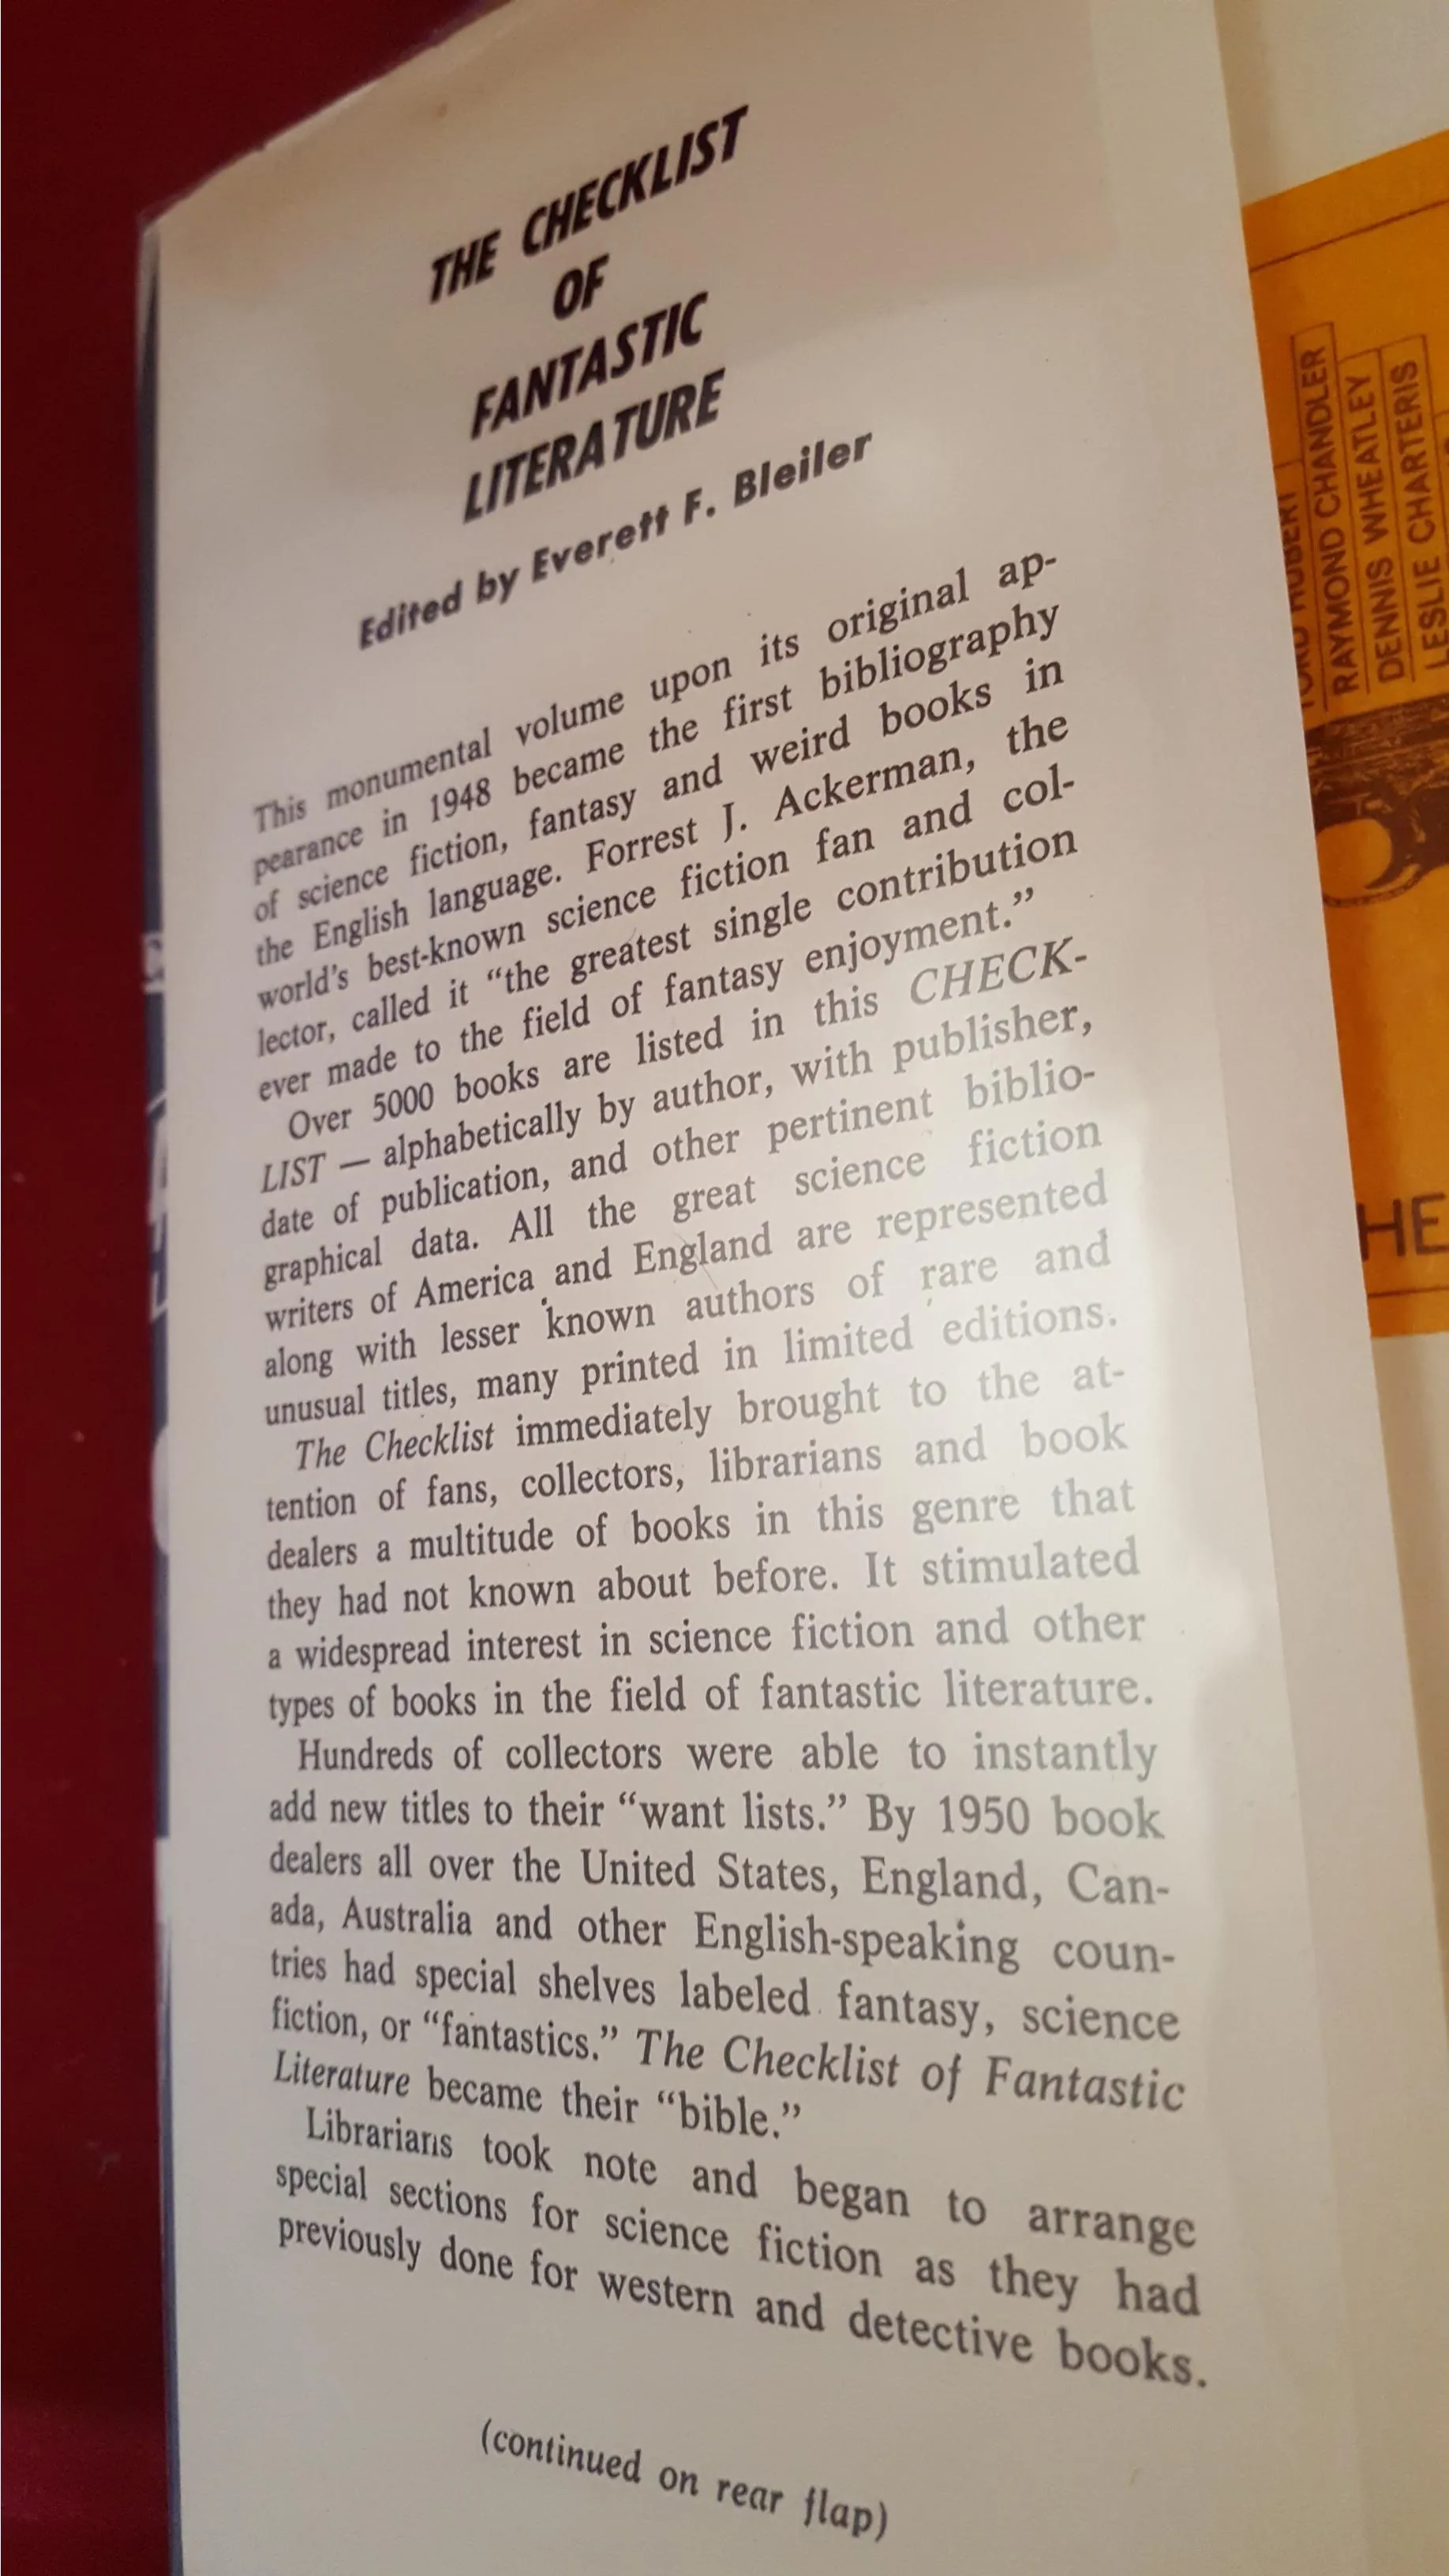 THE CHECKLIST
OF
FANTASTIC
LITERATURE
Edited by Everett F. Bleiler
This monumental volume upon its original ap-
pearance in 1948 became the first bibliography
of science fiction, fantasy and weird books in
the English language. Forrest J. Ackerman, the
world's best-known science fiction fan and col-
lector, called it “the greatest single contribution
ever made to the field of fantasy enjoyment.”
Over 5000 books are listed in this CHECK-
LIST — alphabetically by author, with publisher,
date of publication, and other pertinent biblio-
graphical data. All the great science fiction
writers of America and England are represented
along with lesser known authors of rare and
unusual titles, many printed in limited editions.
The Checklist immediately brought to the at-
tention of fans, collectors, librarians and book
dealers a multitude of books in this genre that
they had not known about before. It stimulated
a widespread interest in science fiction and other
types of books in the field of fantastic literature.
Hundreds of collectors were able to instantly
add new titles to their “want lists.” By 1950 book
dealers all over the United States, England, Can-
ada, Australia and other English-speaking coun-
tries had special shelves labeled fantasy, science
fiction, or “fantastics.” The Checklist of Fantastic
Literature became their “bible.”
Librarians took note and began to arrange
special sections for science fiction as they had
previously done for western and detective books.
(continued on rear flap)
RAYMOND CHANDLER
DENNIS WHEATLEY
LESLIE CHARTERIS
HE